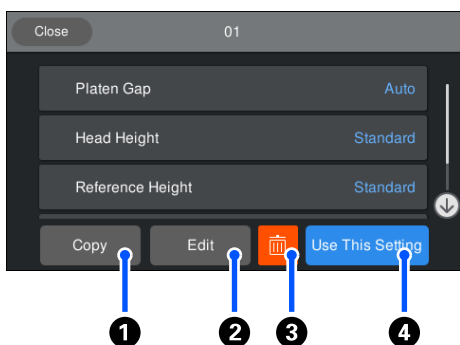 Close 01
Platen Gap Auto
Head Height Standard
Reference Height Standard
Copy Edit Use This Setting
1 2 3 4